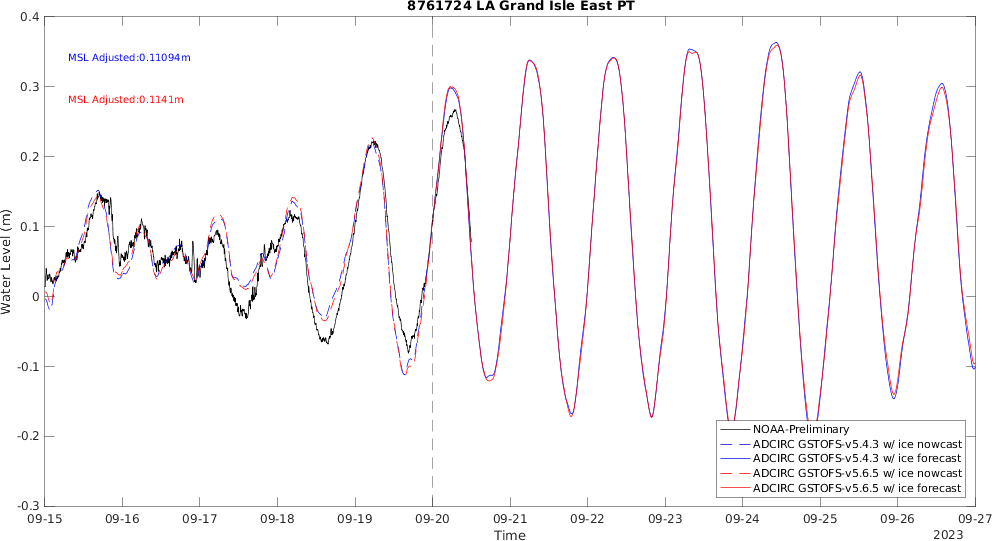 8761724 LA Grand Isle East PT
0.4
MSL Adjusted:0.11094m
0.3
MSL Adjusted:0.1141m
0.2
0.1
Water Level (m)
0
-0.1
-0.2
-0.3
NOAA-Preliminary
ADCIRC GSTOFS-v5.4.3 w/ ice nowcast
ADCIRC GSTOFS-v5.4.3 w/ ice forecast
ADCIRC GSTOFS-v5.6.5 w/ ice nowcast
ADCIRC GSTOFS-v5.6.5 w/ ice forecast
09-15 09-16 09-17 09-18 09-19 09-20 09-21 09-22 09-23 09-24 09-25 09-26 09-27
Time
2023